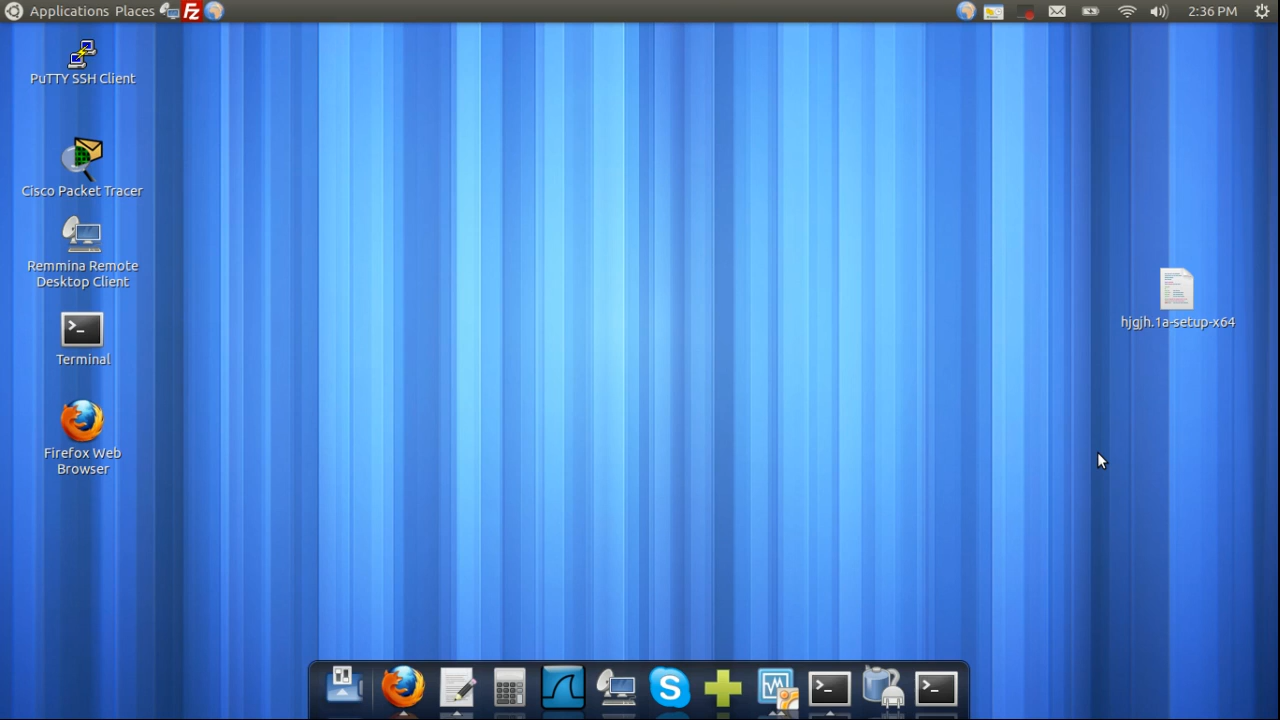 Applications Places
2:36 PM
PuTTY SSH Client
Cisco Packet Tracer
Remmina Remote
Desktop Client
Terminal
Firefox Web
Browser
hjgjh.1a-setup-x64